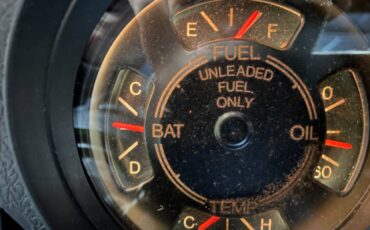 E F
FUEL
UNLEADED
FUEL
ONLY
C
BAT
D
OIL
60
TEMP
C H